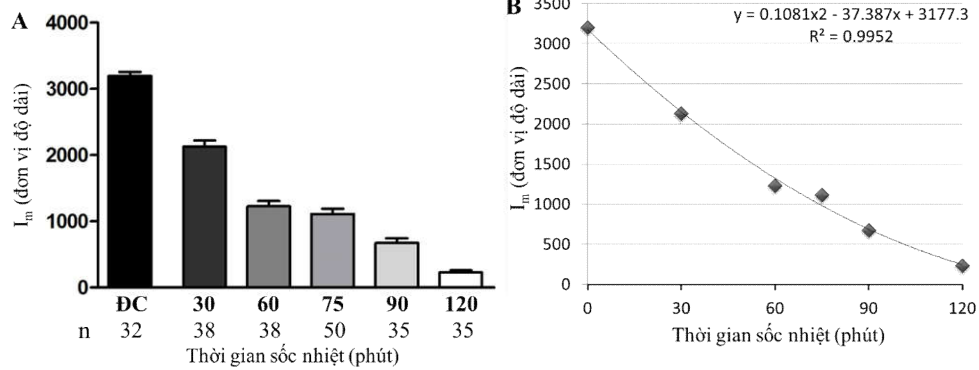 A
4000
3000
2000
1000
0
I_m (đơn vị độ dài)
ĐC 30 60 75 90 120
n 32 38 38 50 35 35
Thời gian sốc nhiệt (phút)
B
y = 0.1081x2 - 37.387x + 3177.3
R² = 0.9952
3500
3000
2500
2000
1500
1000
500
0
I_m (đơn vị độ dài)
0 30 60 90 120
Thời gian sốc nhiệt (phút)